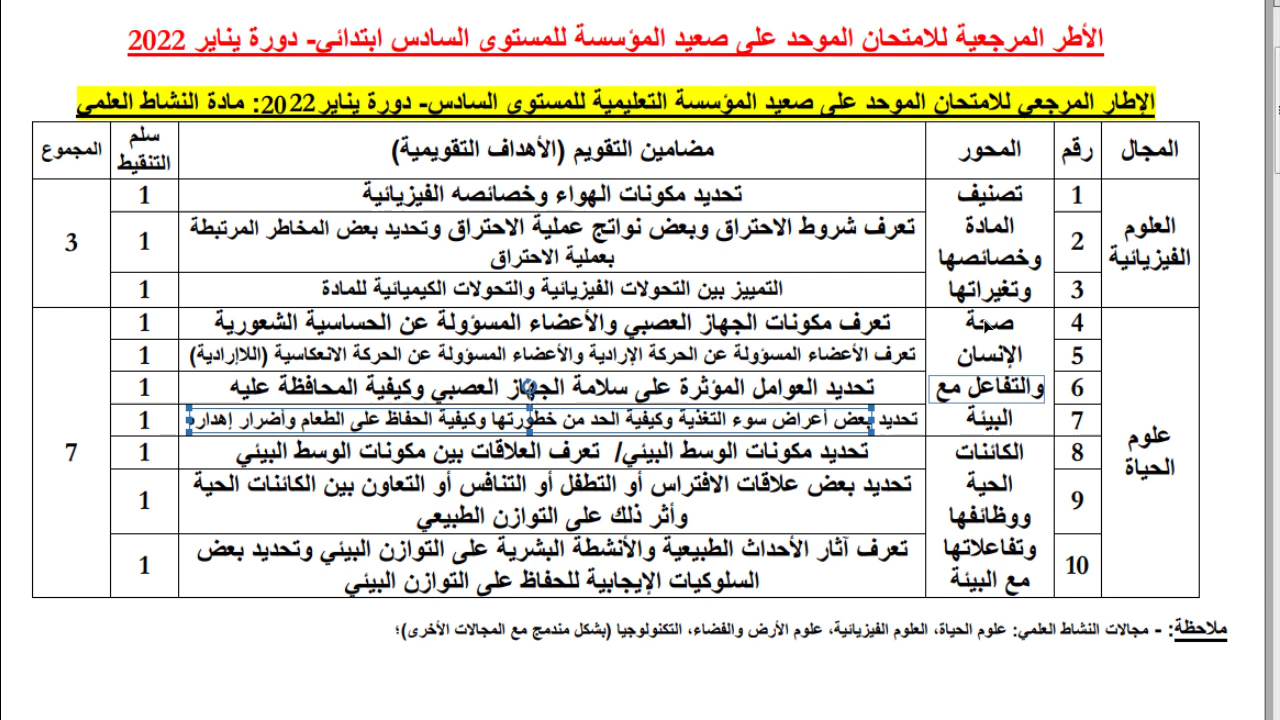 الأطر المرجعية للامتحان الموحد على صعيد المؤسسة للمستوى السادس ابتدائي- دورة يناير 2022
الإطار المرجعي للامتحان الموحد على صعيد المؤسسة التعليمية للمستوى السادس- دورة يناير2022: مادة النشاط العلمي
المجال رقم المحور مضامين التقويم (الأهداف التقويمية) سلم التنقيط المجموع
العلوم الفيزيائية
تصنيف
المادة
وخصائصها
وتغيراتها
1 تحديد مكونات الهواء وخصائصه الفيزيائية 1
2 تعرف شروط الاحتراق وبعض نواتج عملية الاحتراق وتحديد بعض المخاطر المرتبطة
بعملية الاحتراق 1
3 التمييز بين التحولات الفيزيائية والتحولات الكيميائية للمادة 1
3
علوم
الحياة
صحة
الإنسان
والتفاعل مع
البيئة
4 تعرف مكونات الجهاز العصبي والأعضاء المسؤولة عن الحساسية الشعورية 1
5 تعرف الأعضاء المسؤولة عن الحركة الإرادية والأعضاء المسؤولة عن الحركة الانعكاسية (اللاإرادية) 1
6 تحديد العوامل المؤثرة على سلامة الجهاز العصبي وكيفية المحافظة عليه 1
7 تحديد بعض أعراض سوء التغذية وكيفية الحد من خطورتها وكيفية الحفاظ على الطعام وأضرار إهداره 1
الكائنات
الحية
ووظائفها
وتفاعلاتها
مع البيئة
8 تحديد مكونات الوسط البيئي/ تعرف العلاقات بين مكونات الوسط البيئي 1
9 تحديد بعض علاقات الافتراس أو التطفل أو التنافس أو التعاون بين الكائنات الحية
وأثر ذلك على التوازن الطبيعي 1
10 تعرف آثار الأحداث الطبيعية والأنشطة البشرية على التوازن البيئي وتحديد بعض
السلوكيات الإيجابية للحفاظ على التوازن البيئي 1
7
ملاحظة: - مجالات النشاط العلمي: علوم الحياة، العلوم الفيزيائية، علوم الأرض والفضاء، التكنولوجيا (بشكل مندمج مع المجالات الأخرى)؛